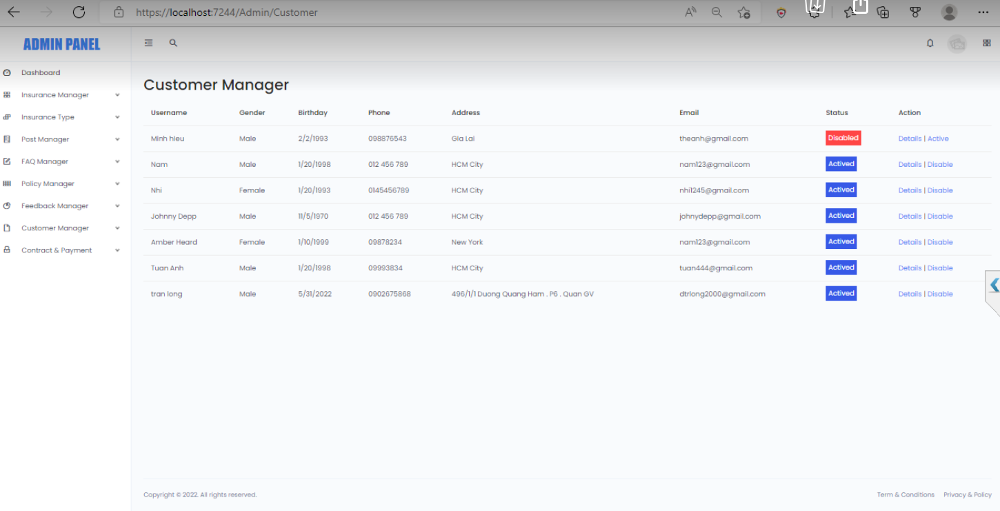 https://localhost:7244/Admin/Customer
ADMIN PANEL
Dashboard
Insurance Manager
Insurance Type
Post Manager
FAQ Manager
Policy Manager
Feedback Manager
Customer Manager
Contract & Payment
Customer Manager
Username Gender Birthday Phone Address Email Status Action
Minh hIeu Male 2/2/1993 098876543 GIa Lai theanh@gmail.com Disabled Details | Active
Nam Male 1/20/1998 012 456 789 HCM City nam123@gmail.com Actived Details | Disable
Nhi Female 1/20/1993 0145456789 HCM City nhi1245@gmail.com Actived Details | Disable
Johnny Depp Male 11/5/1970 012 456 789 HCM City johnydepp@gmail.com Actived Details | Disable
Amber Heard Female 1/10/1999 09878234 New York nam123@gmail.com Actived Details | Disable
Tuan Anh Male 1/20/1998 09993834 HCM City tuan444@gmail.com Actived Details | Disable
tran long Male 5/31/2022 0902675868 496/1/1 Duong Quang Ham . P6 . Quan GV dtrlong2000@gmail.com Actived Details | Disable
Copyright © 2022. All rights reserved. Term & Conditions Privacy & Policy